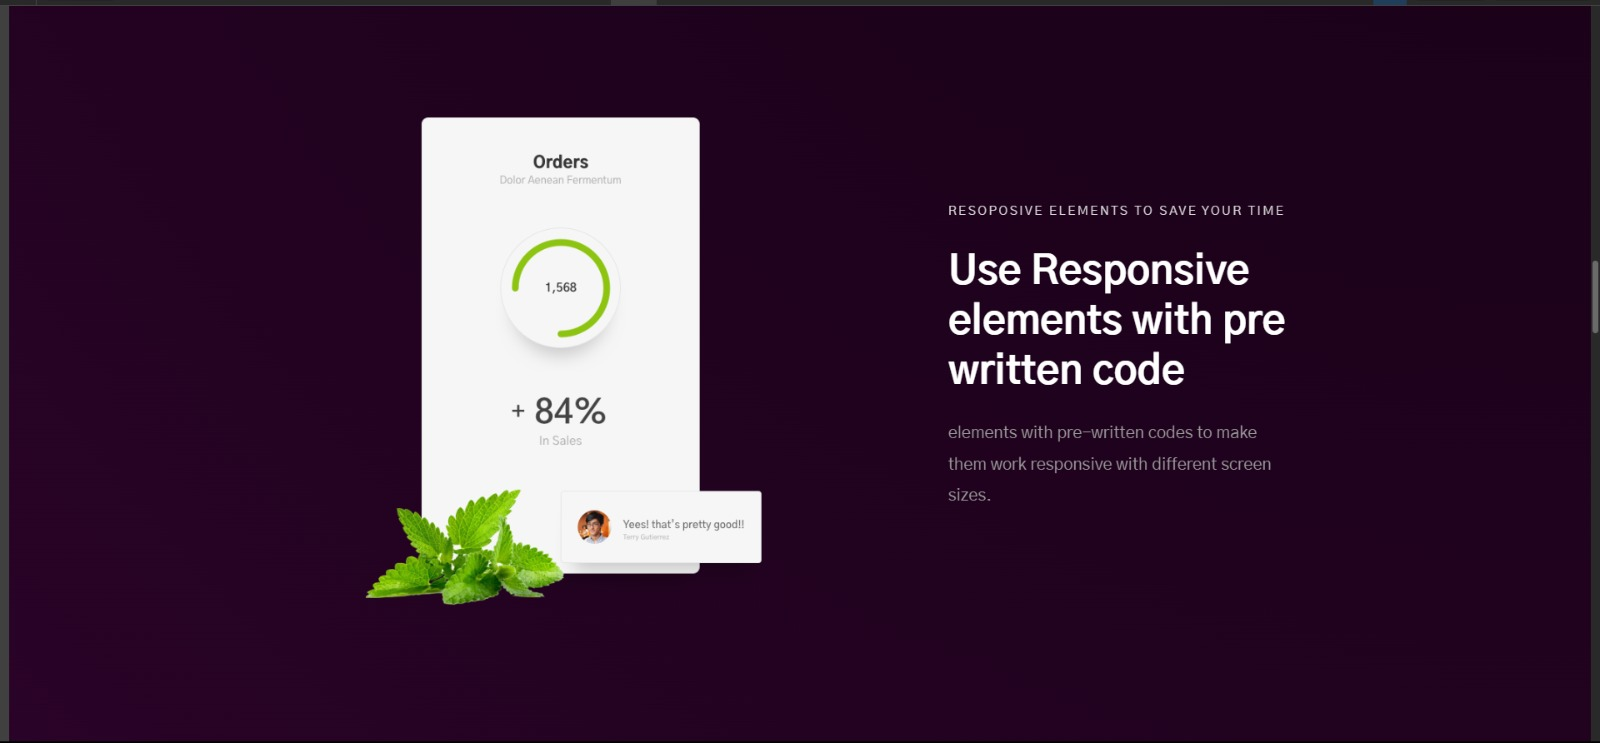 Orders
Dolor Aenean Fermentum
1,568
+ 84%
In Sales
Yees! that's pretty good!!
Terry Gutierrez
RESOPOSIVE ELEMENTS TO SAVE YOUR TIME
Use Responsive
elements with pre
written code
elements with pre-written codes to make
them work responsive with different screen
sizes.